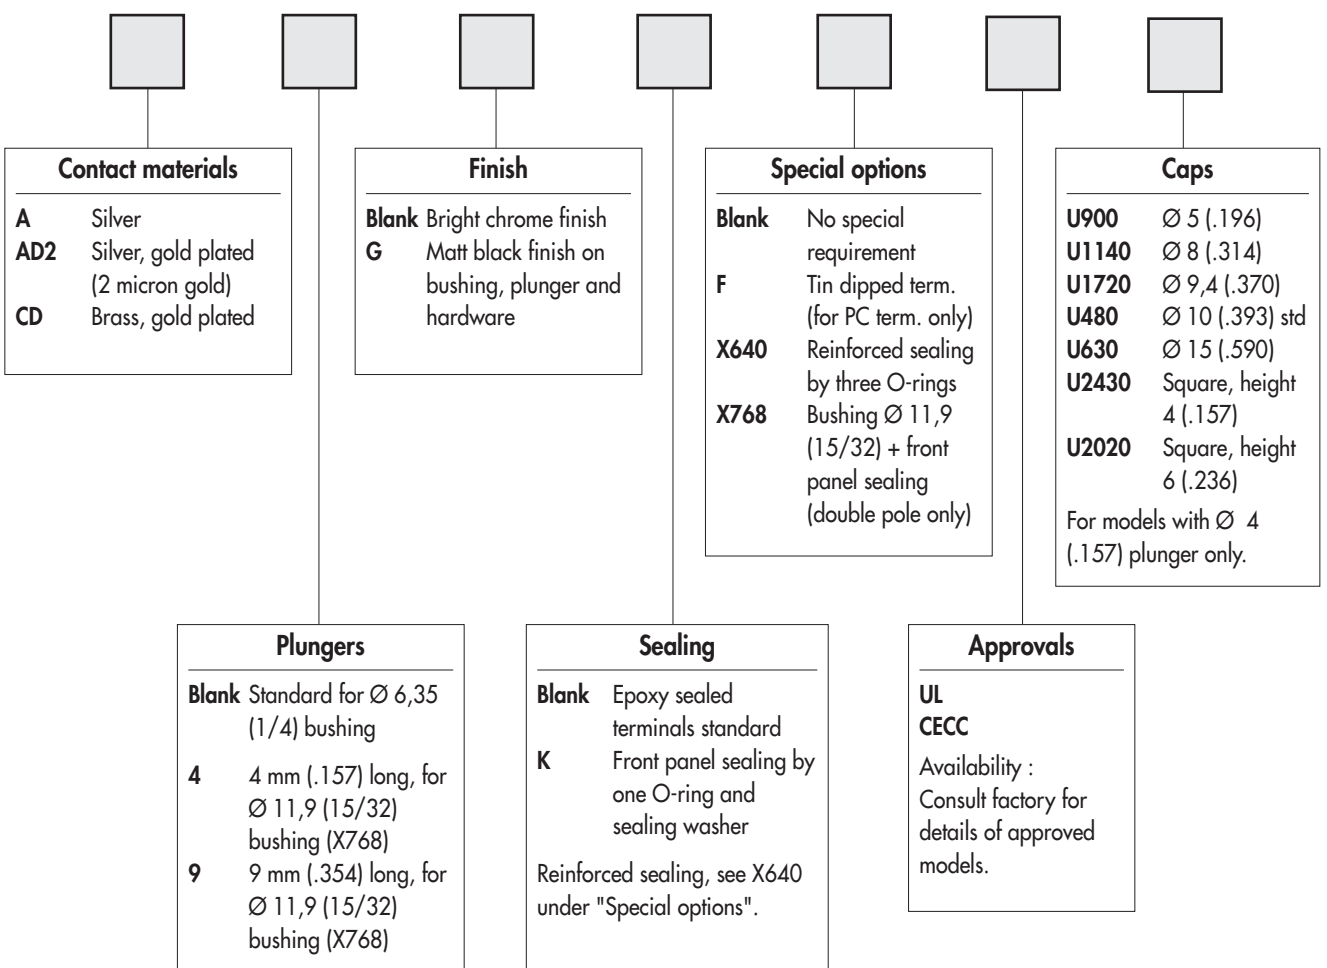 Contact materials
A Silver
AD2 Silver, gold plated
(2 micron gold)
CD Brass, gold plated
Finish
Blank Bright chrome finish
G Matt black finish on
bushing, plunger and
hardware
Special options
Blank No special
requirement
F Tin dipped term.
(for PC term. only)
X640 Reinforced sealing
by three O-rings
X768 Bushing Ø 11,9
(15/32) + front
panel sealing
(double pole only)
Caps
U900 Ø 5 (.196)
U1140 Ø 8 (.314)
U1720 Ø 9,4 (.370)
U480 Ø 10 (.393) std
U630 Ø 15 (.590)
U2430 Square, height
4 (.157)
U2020 Square, height
6 (.236)
For models with Ø 4
(.157) plunger only.
Plungers
Blank Standard for Ø 6,35
(1/4) bushing
4 4 mm (.157) long, for
Ø 11,9 (15/32)
bushing (X768)
9 9 mm (.354) long, for
Ø 11,9 (15/32)
bushing (X768)
Sealing
Blank Epoxy sealed
terminals standard
K Front panel sealing by
one O-ring and
sealing washer
Reinforced sealing, see X640
under "Special options".
Approvals
UL
CECC
Availability :
Consult factory for
details of approved
models.